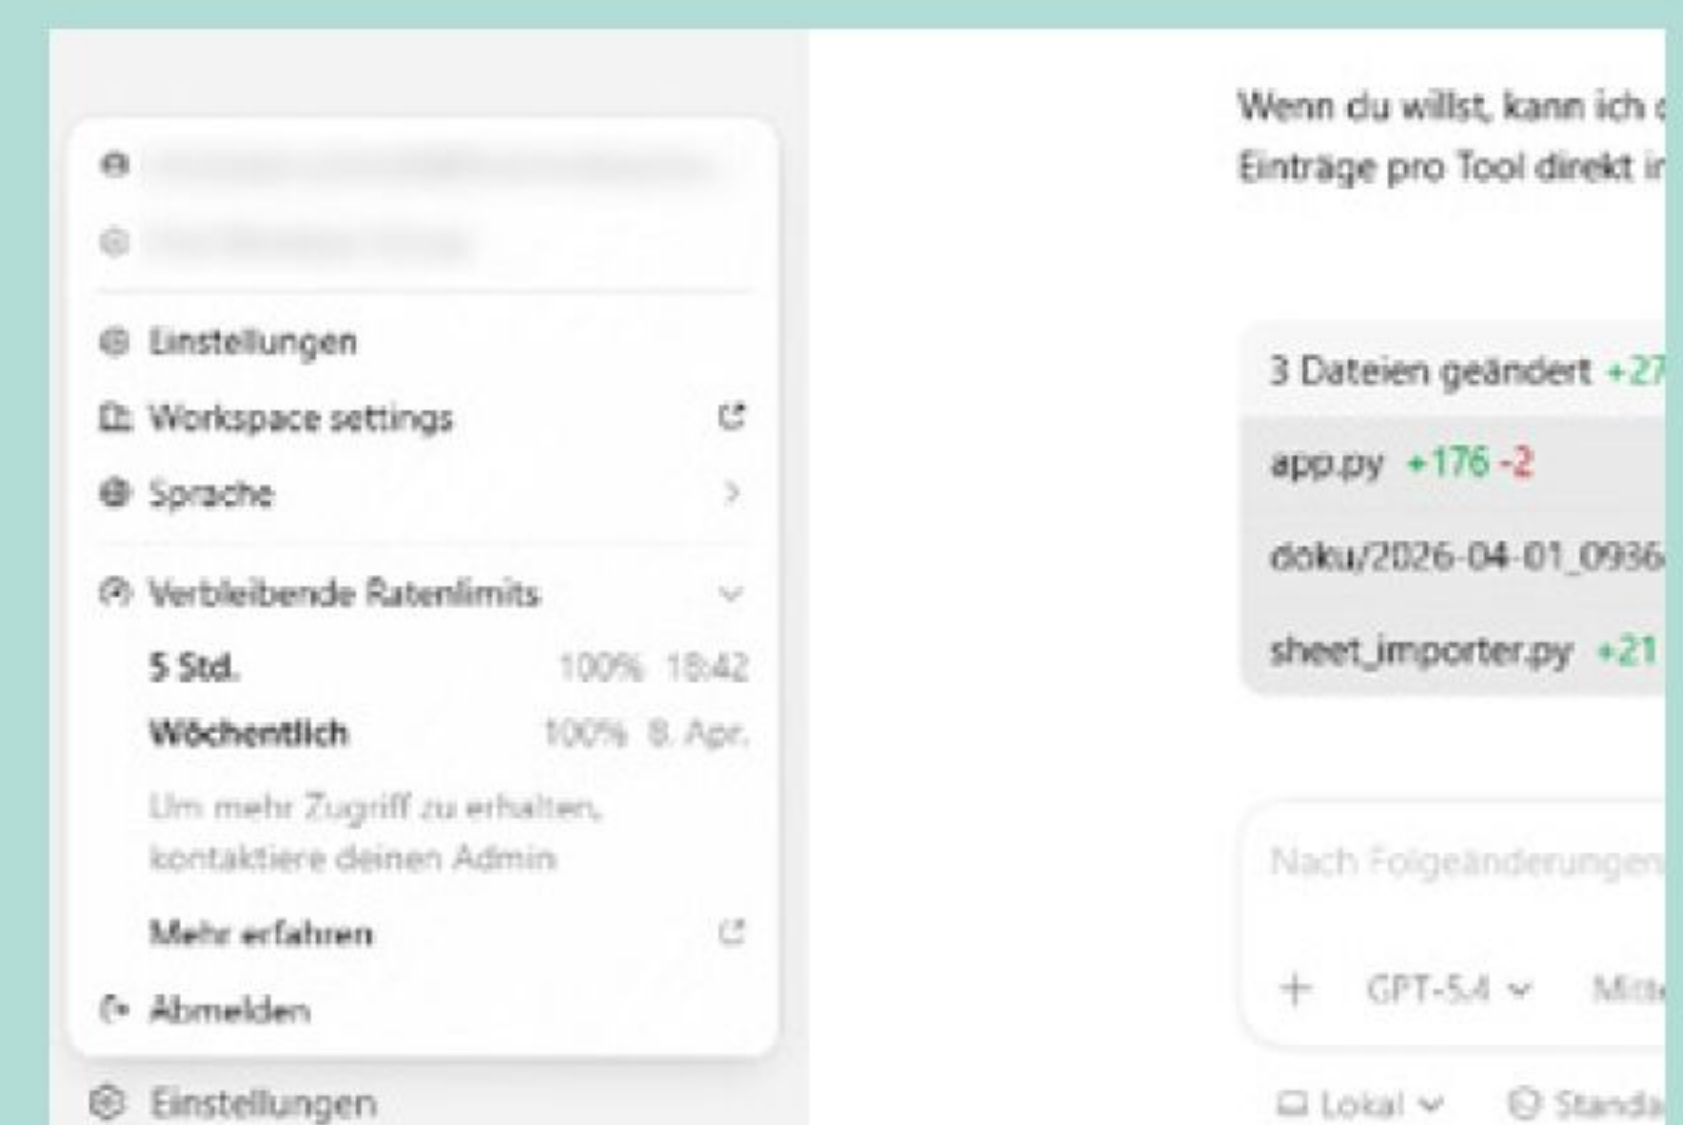 Einstellungen
Workspace settings
Sprache
Verbleibende Ratenlimits
5 Std. 100% 18:42
Wöchentlich 100% 8. Apr.
Um mehr Zugriff zu erhalten,
kontaktiere deinen Admin
Mehr erfahren
Abmelden
Einstellungen
Wenn du willst, kann ich
Einträge pro Tool direkt
3 Dateien geändert +27
app.py +176 -2
doku/2026-04-01_0936
sheet_importer.py +21
Nach Folgeänderungen
GPT-5.4
Lokal